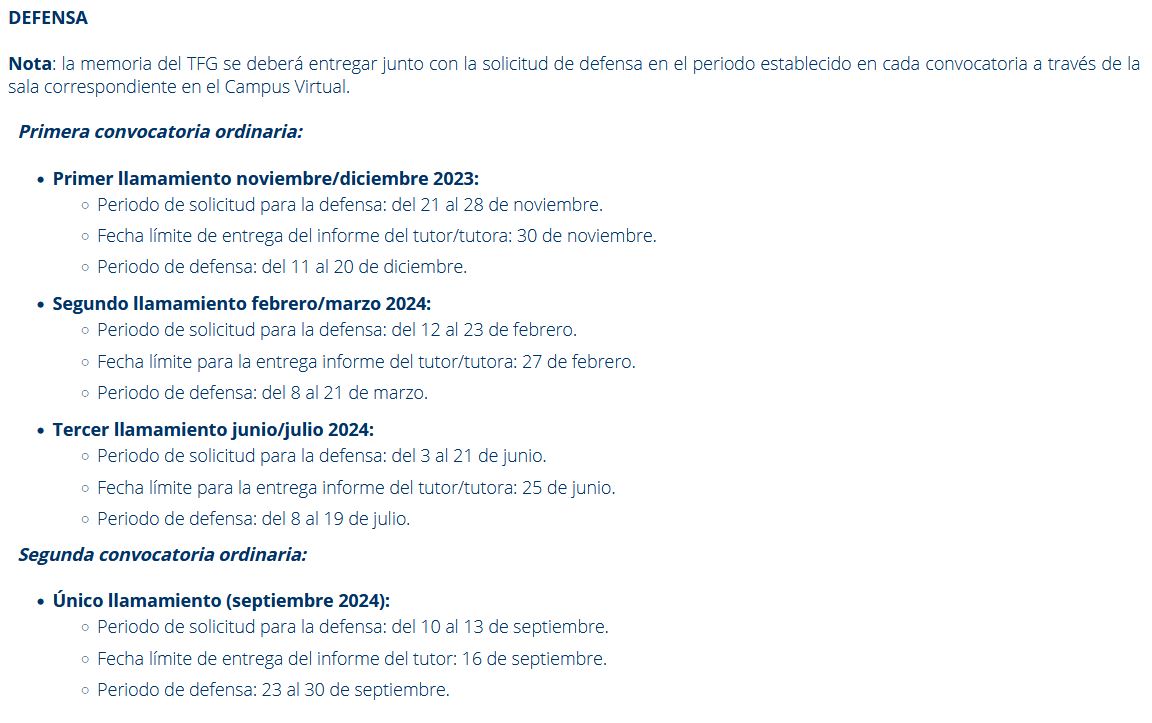 DEFENSA
Nota: la memoria del TFG se deberá entregar junto con la solicitud de defensa en el periodo establecido en cada convocatoria a través de la
sala correspondiente en el Campus Virtual.
Primera convocatoria ordinaria:
• Primer llamamiento noviembre/diciembre 2023:
○ Periodo de solicitud para la defensa: del 21 al 28 de noviembre.
○ Fecha límite de entrega del informe del tutor/tutora: 30 de noviembre.
○ Periodo de defensa: del 11 al 20 de diciembre.
• Segundo llamamiento febrero/marzo 2024:
○ Periodo de solicitud para la defensa: del 12 al 23 de febrero.
○ Fecha límite para la entrega informe del tutor/tutora: 27 de febrero.
○ Periodo de defensa: del 8 al 21 de marzo.
• Tercer llamamiento junio/julio 2024:
○ Periodo de solicitud para la defensa: del 3 al 21 de junio.
○ Fecha límite para la entrega informe del tutor/tutora: 25 de junio.
○ Periodo de defensa: del 8 al 19 de julio.
Segunda convocatoria ordinaria:
• Único llamamiento (septiembre 2024):
○ Periodo de solicitud para la defensa: del 10 al 13 de septiembre.
○ Fecha límite de entrega del informe del tutor: 16 de septiembre.
○ Periodo de defensa: 23 al 30 de septiembre.